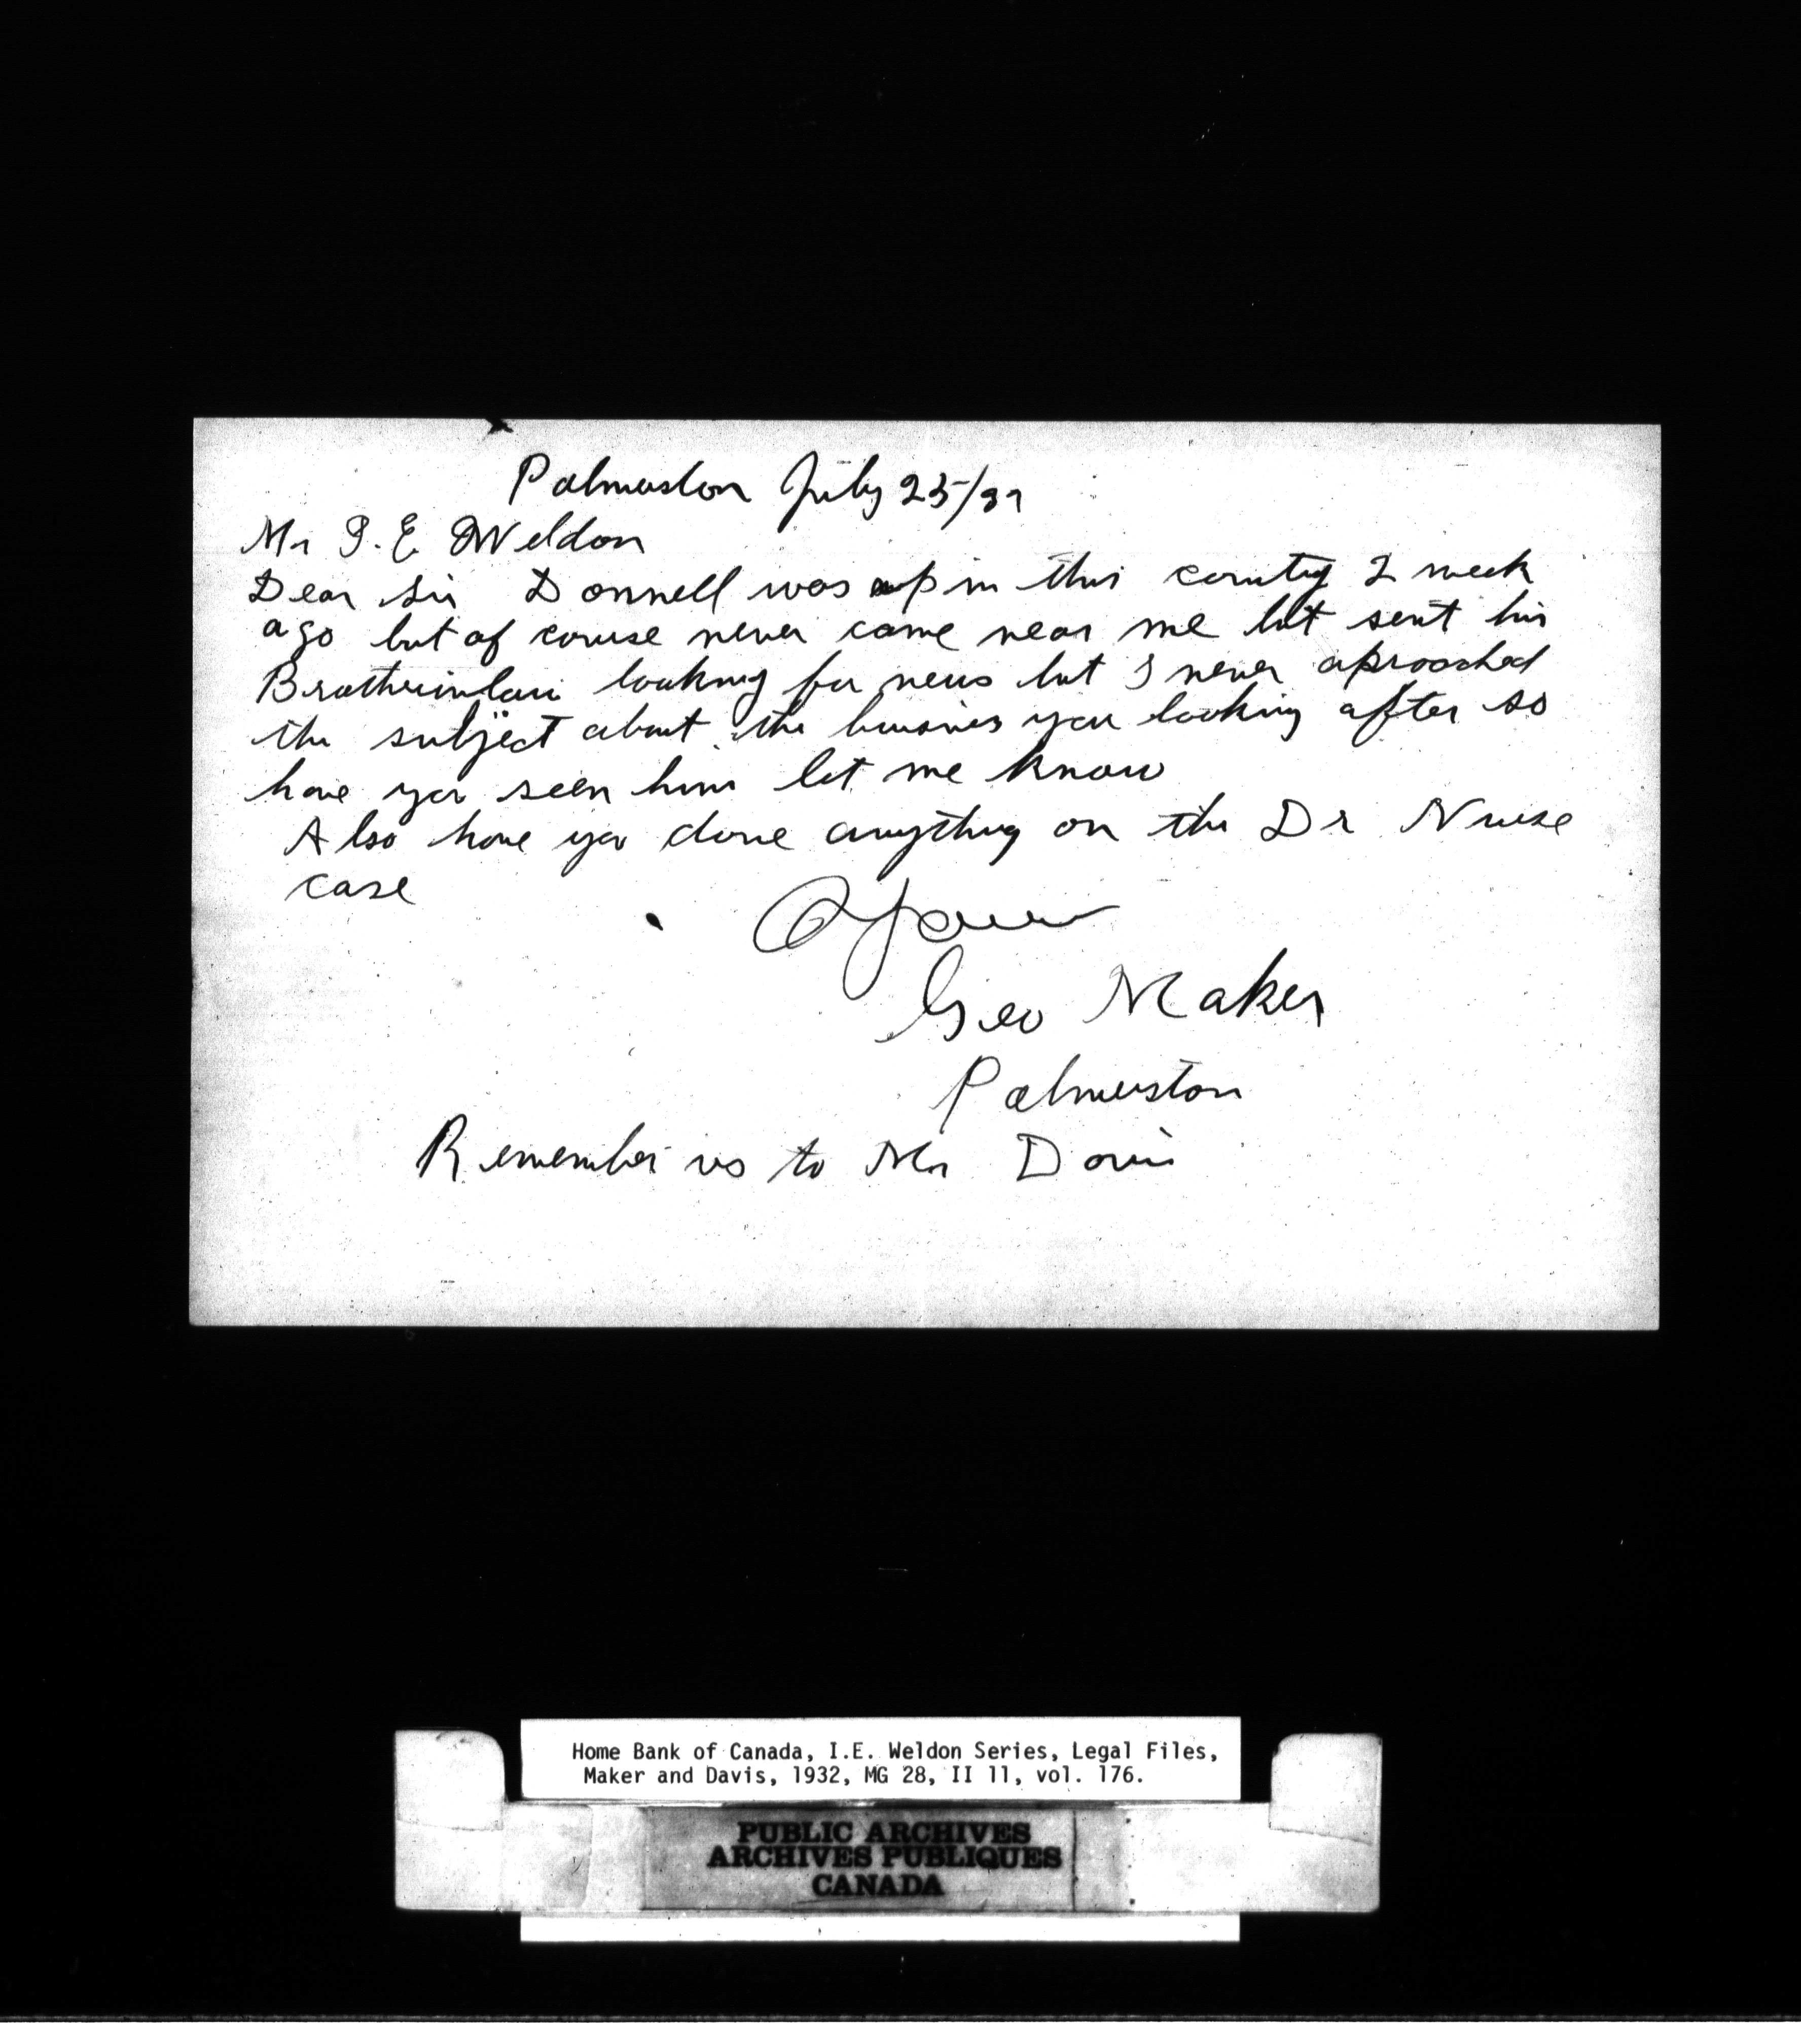 Palmerston July 25/32
Mr I. E. Weldon
Dear Sir Donnell was up in this county 2 week
ago but of course never came near me but sent his
Brotherinlaw looking for news but I never aproached
the subject about the business you looking after so
have you seen him let me know
Also have you done anything on the Dr Nurse
case
Yours
Geo Maker
Palmerston
Remember us to Mr Davis
Home Bank of Canada, I.E. Weldon Series, Legal Files,
Maker and Davis, 1932, MG 28, II 11, vol. 176.
PUBLIC ARCHIVES
ARCHIVES PUBLIQUES
CANADA